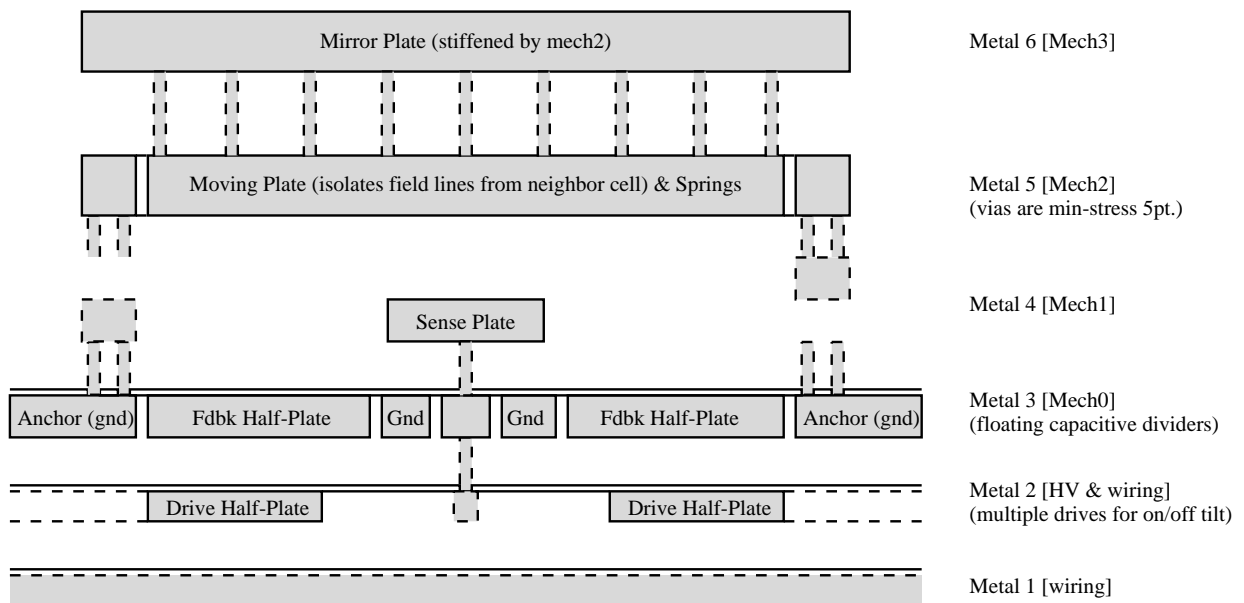 Mirror Plate (stiffened by mech2)
Metal 6 [Mech3]
Moving Plate (isolates field lines from neighbor cell) & Springs
Metal 5 [Mech2]
(vias are min-stress 5pt.)
Sense Plate
Metal 4 [Mech1]
Anchor (gnd)
Fdbk Half-Plate
Gnd
Gnd
Fdbk Half-Plate
Anchor (gnd)
Metal 3 [Mech0]
(floating capacitive dividers)
Drive Half-Plate
Drive Half-Plate
Metal 2 [HV & wiring]
(multiple drives for on/off tilt)
Metal 1 [wiring]